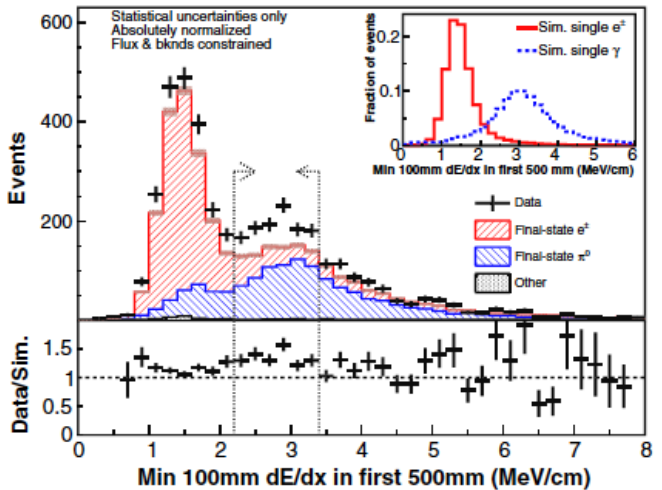 Statistical uncertainties only
Absolutely normalized
Flux & bknds constrained
600
400
200
Events
0.2
0.1
0
Fraction of events
Sim. single e±
Sim. single γ
0 1 2 3 4 5 6
Min 100mm dE/dx in first 500 mm (MeV/cm)
Data
Final-state e±
Final-state π⁰
Other
1.5
1
0.5
0
Data/Sim.
0 1 2 3 4 5 6 7 8
Min 100mm dE/dx in first 500mm (MeV/cm)